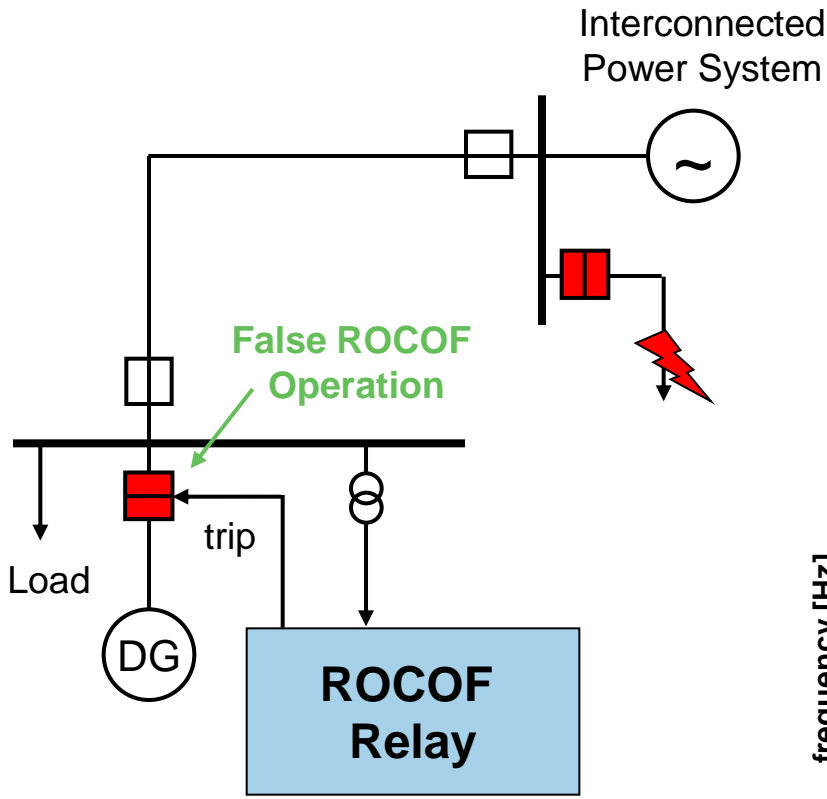 Interconnected
Power System
~
False ROCOF
Operation
trip
Load
DG
ROCOF
Relay
frequency [Hz]